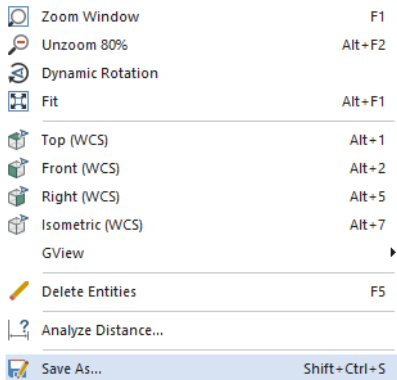 Zoom Window F1
Unzoom 80% Alt+F2
Dynamic Rotation
Fit Alt+F1
Top (WCS) Alt+1
Front (WCS) Alt+2
Right (WCS) Alt+5
Isometric (WCS) Alt+7
GView
Delete Entities F5
Analyze Distance...
Save As... Shift+Ctrl+S